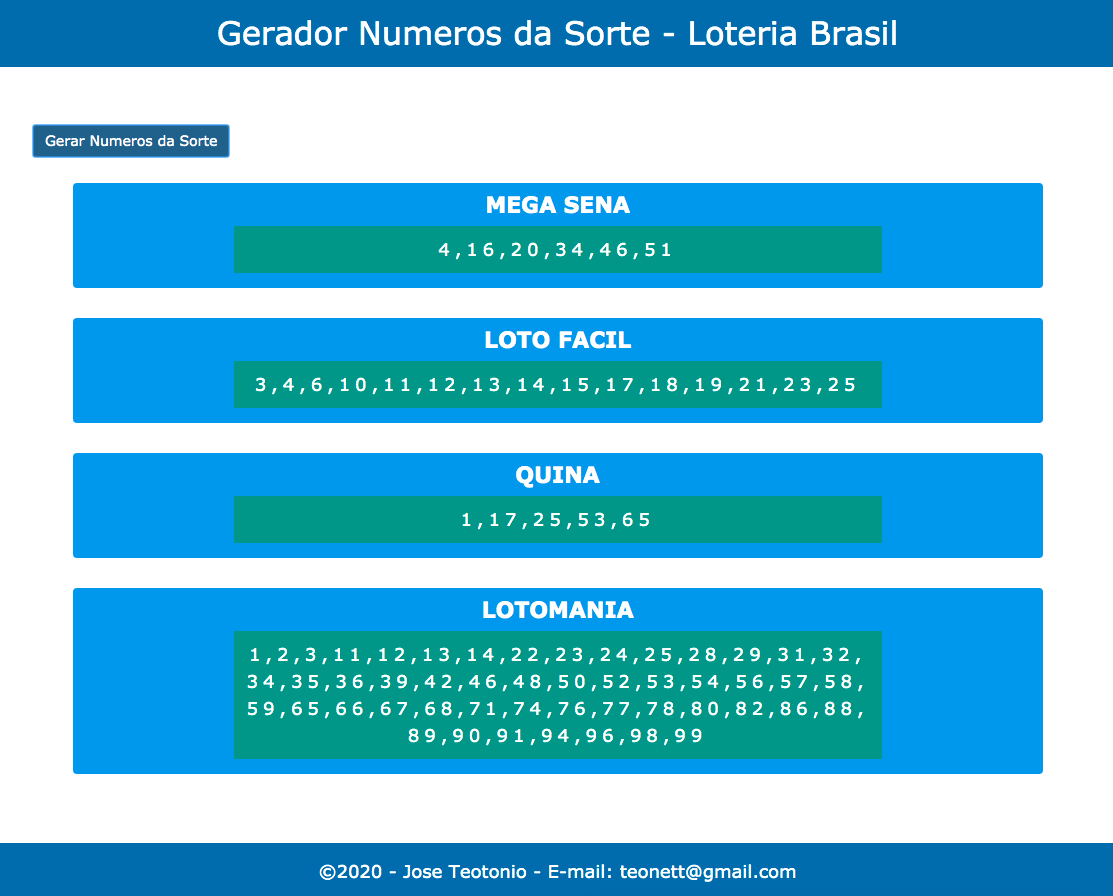 Gerador Numeros da Sorte - Loteria Brasil
Gerar Numeros da Sorte
MEGA SENA
4,16,20,34,46,51
LOTO FACIL
3,4,6,10,11,12,13,14,15,17,18,19,21,23,25
QUINA
1,17,25,53,65
LOTOMANIA
1,2,3,11,12,13,14,22,23,24,25,28,29,31,32,
34,35,36,39,42,46,48,50,52,53,54,56,57,58,
59,65,66,67,68,71,74,76,77,78,80,82,86,88,
89,90,91,94,96,98,99
©2020 - Jose Teotonio - E-mail: teonett@gmail.com